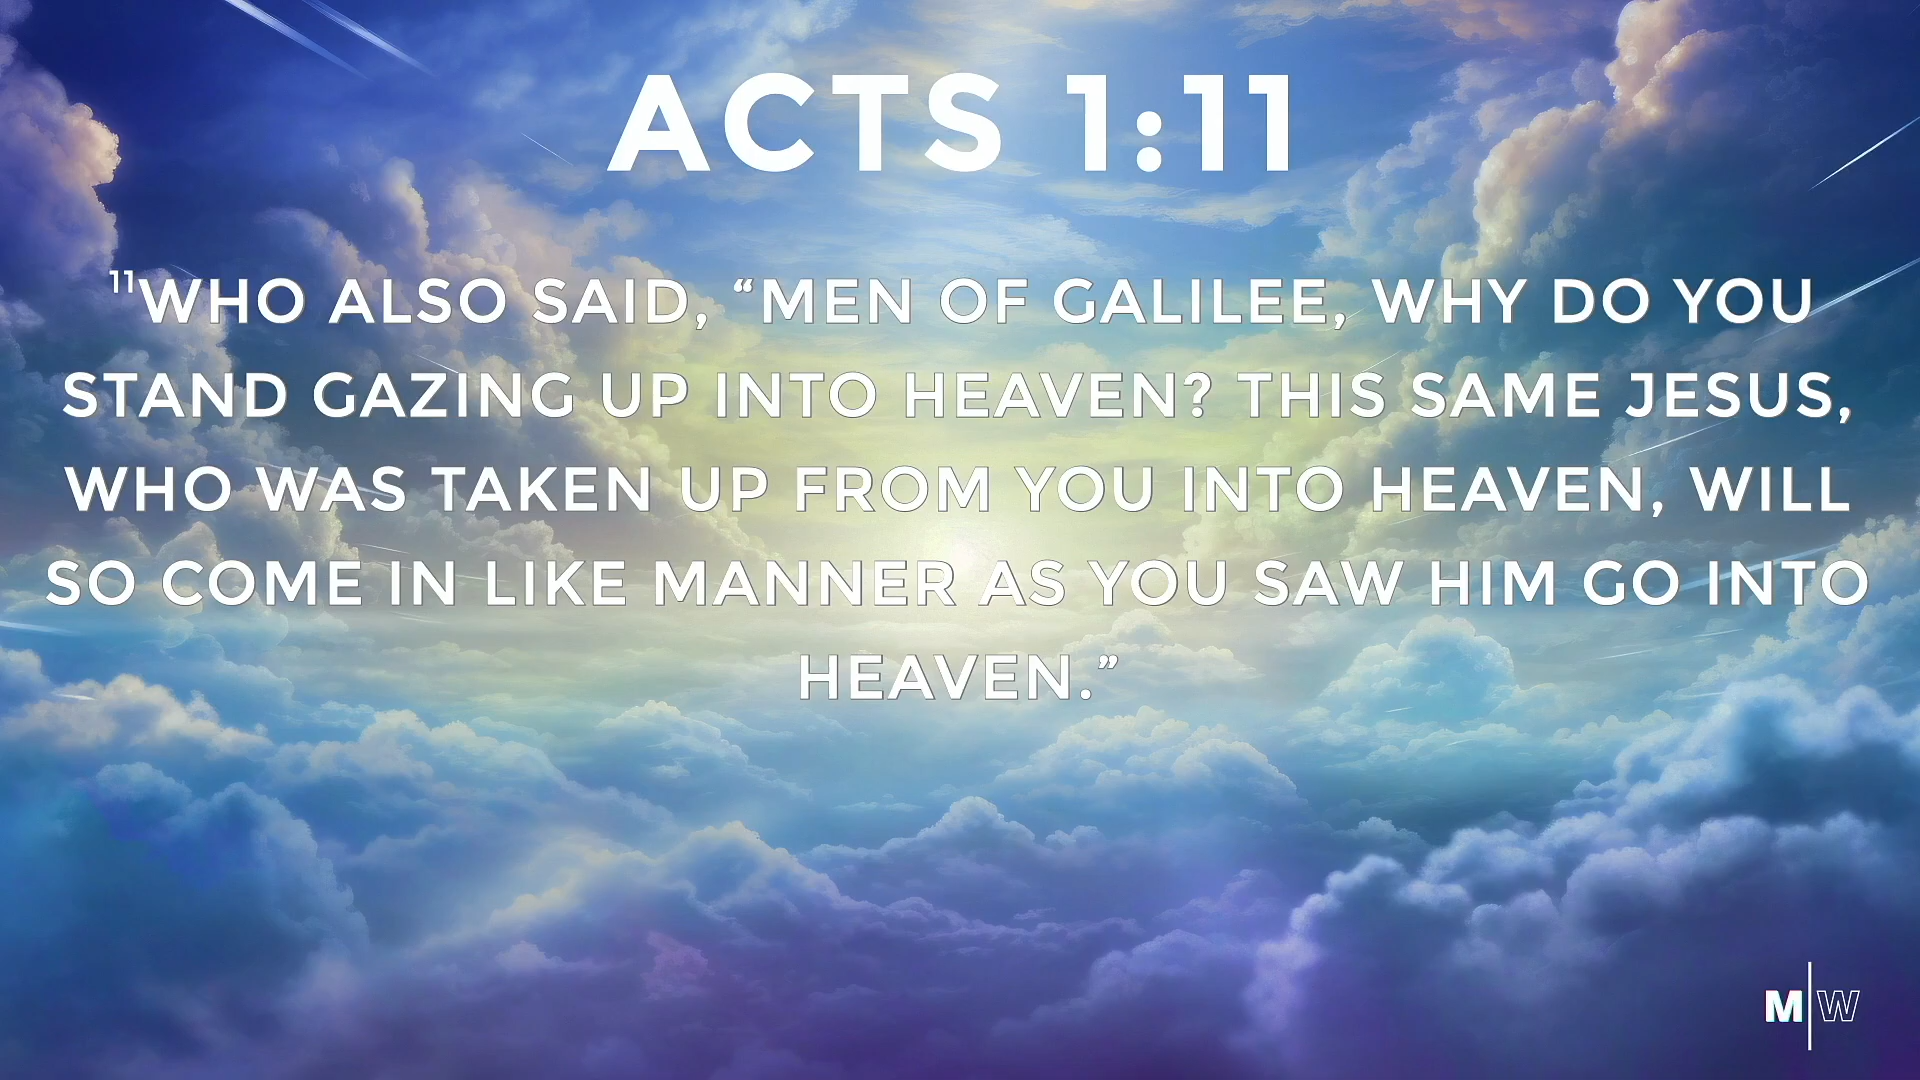 ACTS 1:11
¹¹WHO ALSO SAID, “MEN OF GALILEE, WHY DO YOU
STAND GAZING UP INTO HEAVEN? THIS SAME JESUS,
WHO WAS TAKEN UP FROM YOU INTO HEAVEN, WILL
SO COME IN LIKE MANNER AS YOU SAW HIM GO INTO
HEAVEN.”
M|W